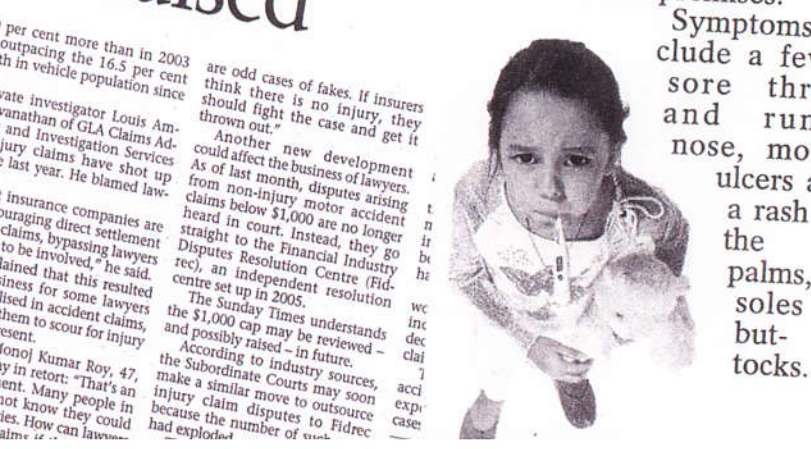 per cent more than in 2003
outpacing the 16.5 per cent
th in vehicle population since
vate investigator Louis Am-
vanathan of GLA Claims Ad-
and Investigation Services
jury claims have shot up
last year. He blamed law-
insurance companies are
ouraging direct settlement
claims, bypassing lawyers
to be involved," he said.
lained that this resulted
siness for some lawyers
lised in accident claims,
them to scour for injury
resent.
Monoj Kumar Roy, 47,
y in retort: "That's an
ent. Many people in
not know they could
ies. How can lawyers
are odd cases of fakes. If insurers
think there is no injury, they
should fight the case and get it
thrown out."
Another new development
could affect the business of lawyers.
As of last month, disputes arising
from non-injury motor accident
claims below $1,000 are no longer
heard in court. Instead, they go
straight to the Financial Industry
Disputes Resolution Centre (Fid-
rec), an independent resolution
centre set up in 2005.
The Sunday Times understands
the $1,000 cap may be reviewed –
and possibly raised – in future.
According to industry sources,
the Subordinate Courts may soon
make a similar move to outsource
injury claim disputes to Fidrec
because the number of such
had exploded
Symptoms
clude a few
sore thr
and run
nose, mo
ulcers a
a rash
the
palms,
soles
but-
tocks.